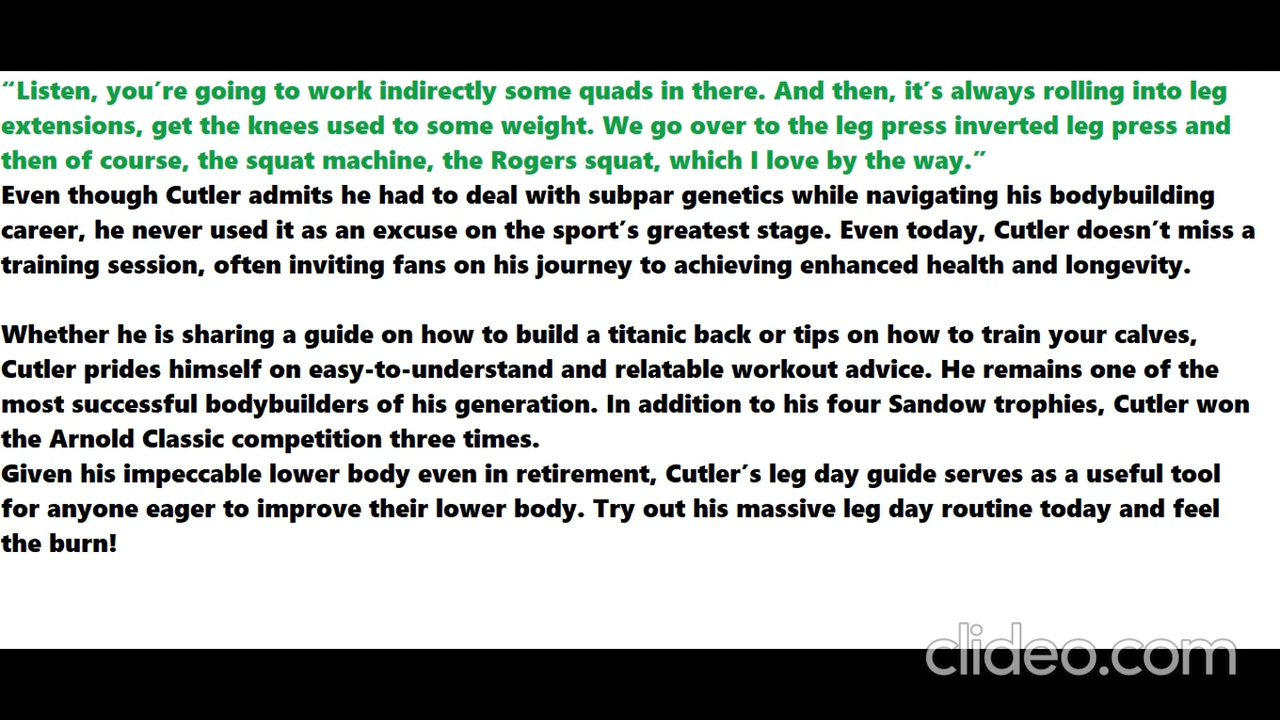 “Listen, you’re going to work indirectly some quads in there. And then, it’s always rolling into leg
extensions, get the knees used to some weight. We go over to the leg press inverted leg press and
then of course, the squat machine, the Rogers squat, which I love by the way.”
Even though Cutler admits he had to deal with subpar genetics while navigating his bodybuilding
career, he never used it as an excuse on the sport’s greatest stage. Even today, Cutler doesn’t miss a
training session, often inviting fans on his journey to achieving enhanced health and longevity.
Whether he is sharing a guide on how to build a titanic back or tips on how to train your calves,
Cutler prides himself on easy-to-understand and relatable workout advice. He remains one of the
most successful bodybuilders of his generation. In addition to his four Sandow trophies, Cutler won
the Arnold Classic competition three times.
Given his impeccable lower body even in retirement, Cutler’s leg day guide serves as a useful tool
for anyone eager to improve their lower body. Try out his massive leg day routine today and feel
the burn!
clideo.com